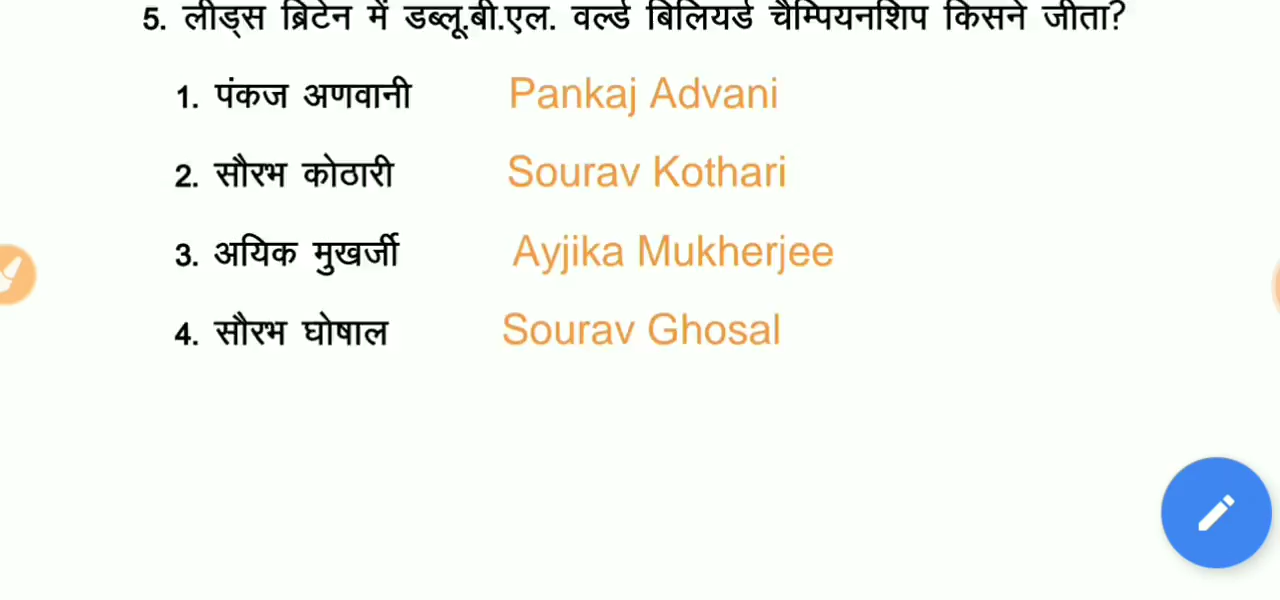 5. लीड्स ब्रिटेन में डब्लू.बी.एल. वर्ल्ड बिलियर्ड चैम्पियनशिप किसने जीता?
1. पंकज अणवानी Pankaj Advani
2. सौरभ कोठारी Sourav Kothari
3. अयिक मुखर्जी Ayjika Mukherjee
4. सौरभ घोषाल Sourav Ghosal